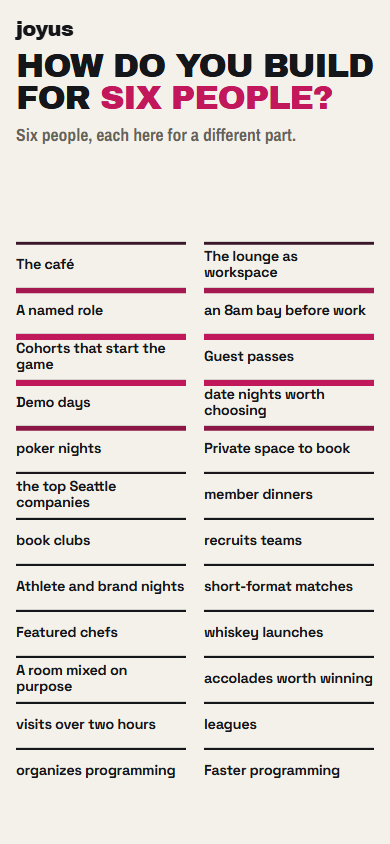 joyus
HOW DO YOU BUILD
FOR SIX PEOPLE?
Six people, each here for a different part.
The café
The lounge as
workspace
A named role
an 8am bay before work
Cohorts that start the
game
Guest passes
Demo days
date nights worth
choosing
poker nights
Private space to book
the top Seattle
companies
member dinners
book clubs
recruits teams
Athlete and brand nights
short-format matches
Featured chefs
whiskey launches
A room mixed on
purpose
accolades worth winning
visits over two hours
leagues
organizes programming
Faster programming